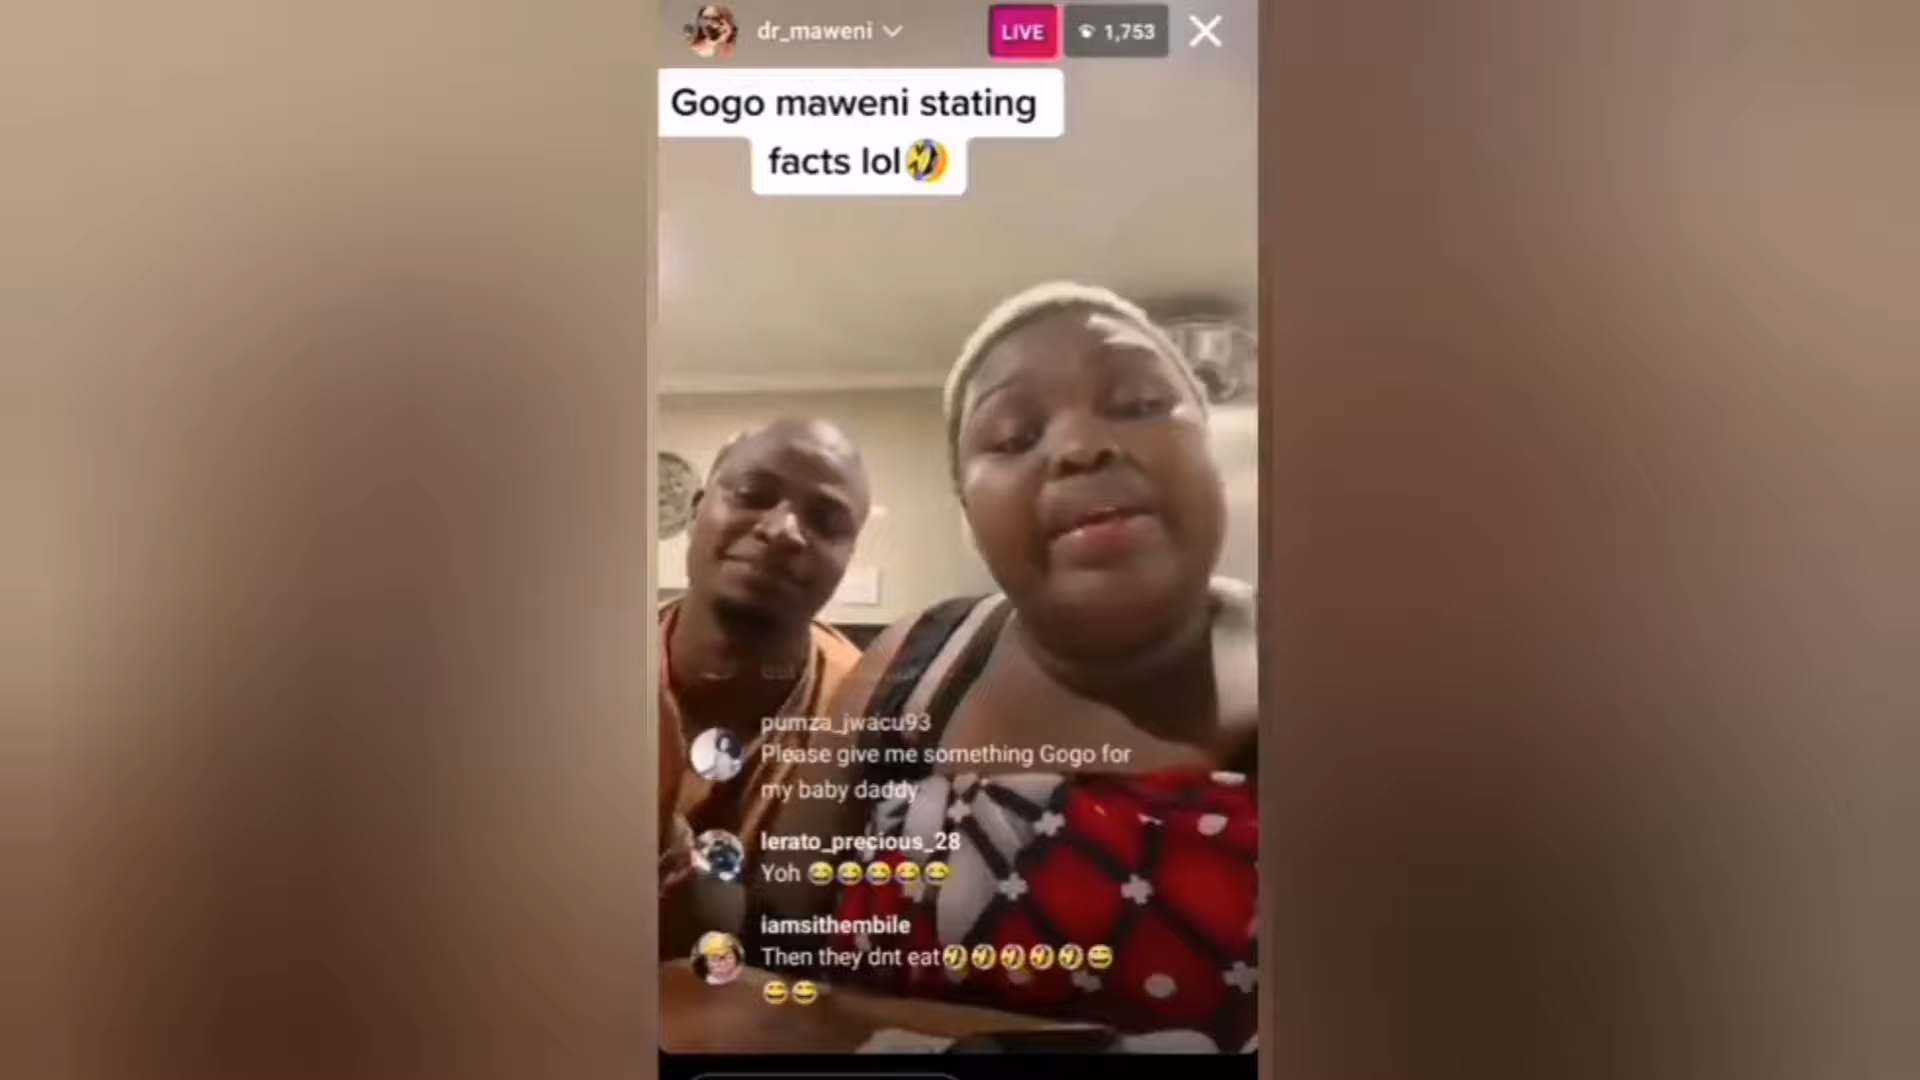 dr_maweni
LIVE
1,753
Gogo maweni stating
facts lol🤣
pumza_jwacu93
Please give me something Gogo for
my baby daddy
lerato_precious_28
Yoh 😂😂😂😂😂
iamsithembile
Then they dnt eat🤣🤣🤣🤣🤣😅
😅😅